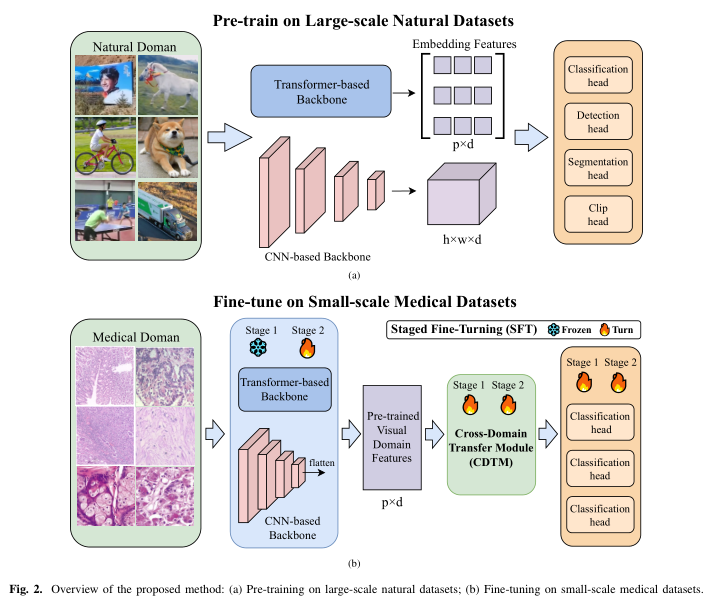 Pre-train on Large-scale Natural Datasets
Natural Doman
Transformer-based
Backbone
CNN-based Backbone
Embedding Features
p×d
h×w×d
Classification
head
Detection
head
Segmentation
head
Clip
head
(a)
Fine-tune on Small-scale Medical Datasets
Staged Fine-Turning (SFT) Frozen Turn
Medical Doman
Stage 1 Stage 2
Transformer-based
Backbone
flatten
CNN-based
Backbone
Pre-trained
Visual
Domain
Features
p×d
Stage 1 Stage 2
Cross-Domain
Transfer Module
(CDTM)
Stage 1 Stage 2
Classification
head
Classification
head
Classification
head
(b)
Fig. 2. Overview of the proposed method: (a) Pre-training on large-scale natural datasets; (b) Fine-tuning on small-scale medical datasets.